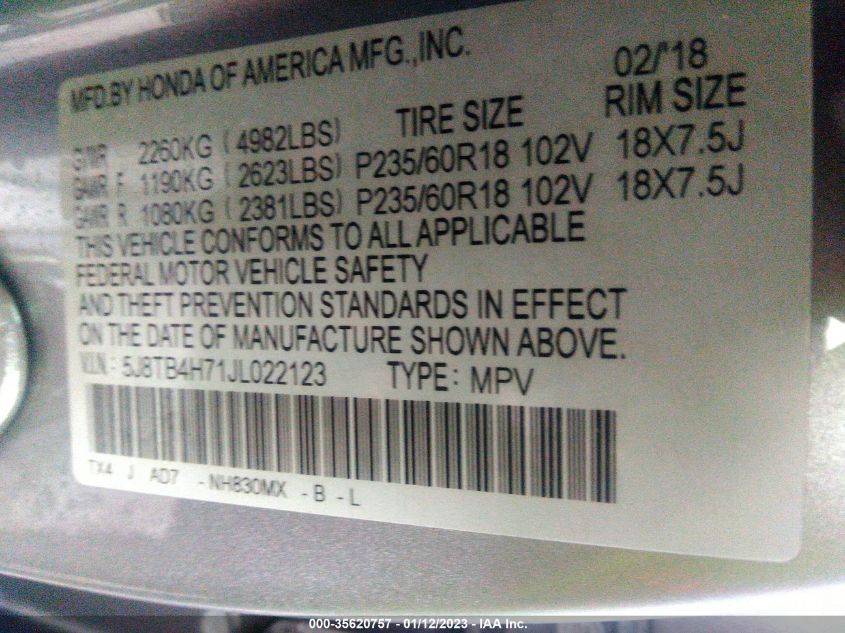 MFD.BY HONDA OF AMERICA MFG.,INC. 02/'18
TIRE SIZE RIM SIZE
GVWR 2260KG ( 4982LBS)
GAWR F 1190KG ( 2623LBS) P235/60R18 102V 18X7.5J
GAWR R 1080KG ( 2381LBS) P235/60R18 102V 18X7.5J
THIS VEHICLE CONFORMS TO ALL APPLICABLE
FEDERAL MOTOR VEHICLE SAFETY
AND THEFT PREVENTION STANDARDS IN EFFECT
ON THE DATE OF MANUFACTURE SHOWN ABOVE.
V.I.N: 5J8TB4H71JL022123 TYPE: MPV
TX4 J AD7 -NH830MX -B -L
000-35620757 - 01/12/2023 - IAA Inc.